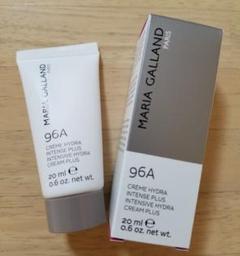 MARIA GALLAND
PARIS
96A
CRÈME HYDRA
INTENSE PLUS
INTENSIVE HYDRA
CREAM PLUS
20 ml ℮
0.6 oz. net wt.
MARIA GALLAND
PARIS
96A
CRÈME HYDRA
INTENSE PLUS
INTENSIVE HYDRA
CREAM PLUS
20 ml ℮
0.6 oz. net wt.